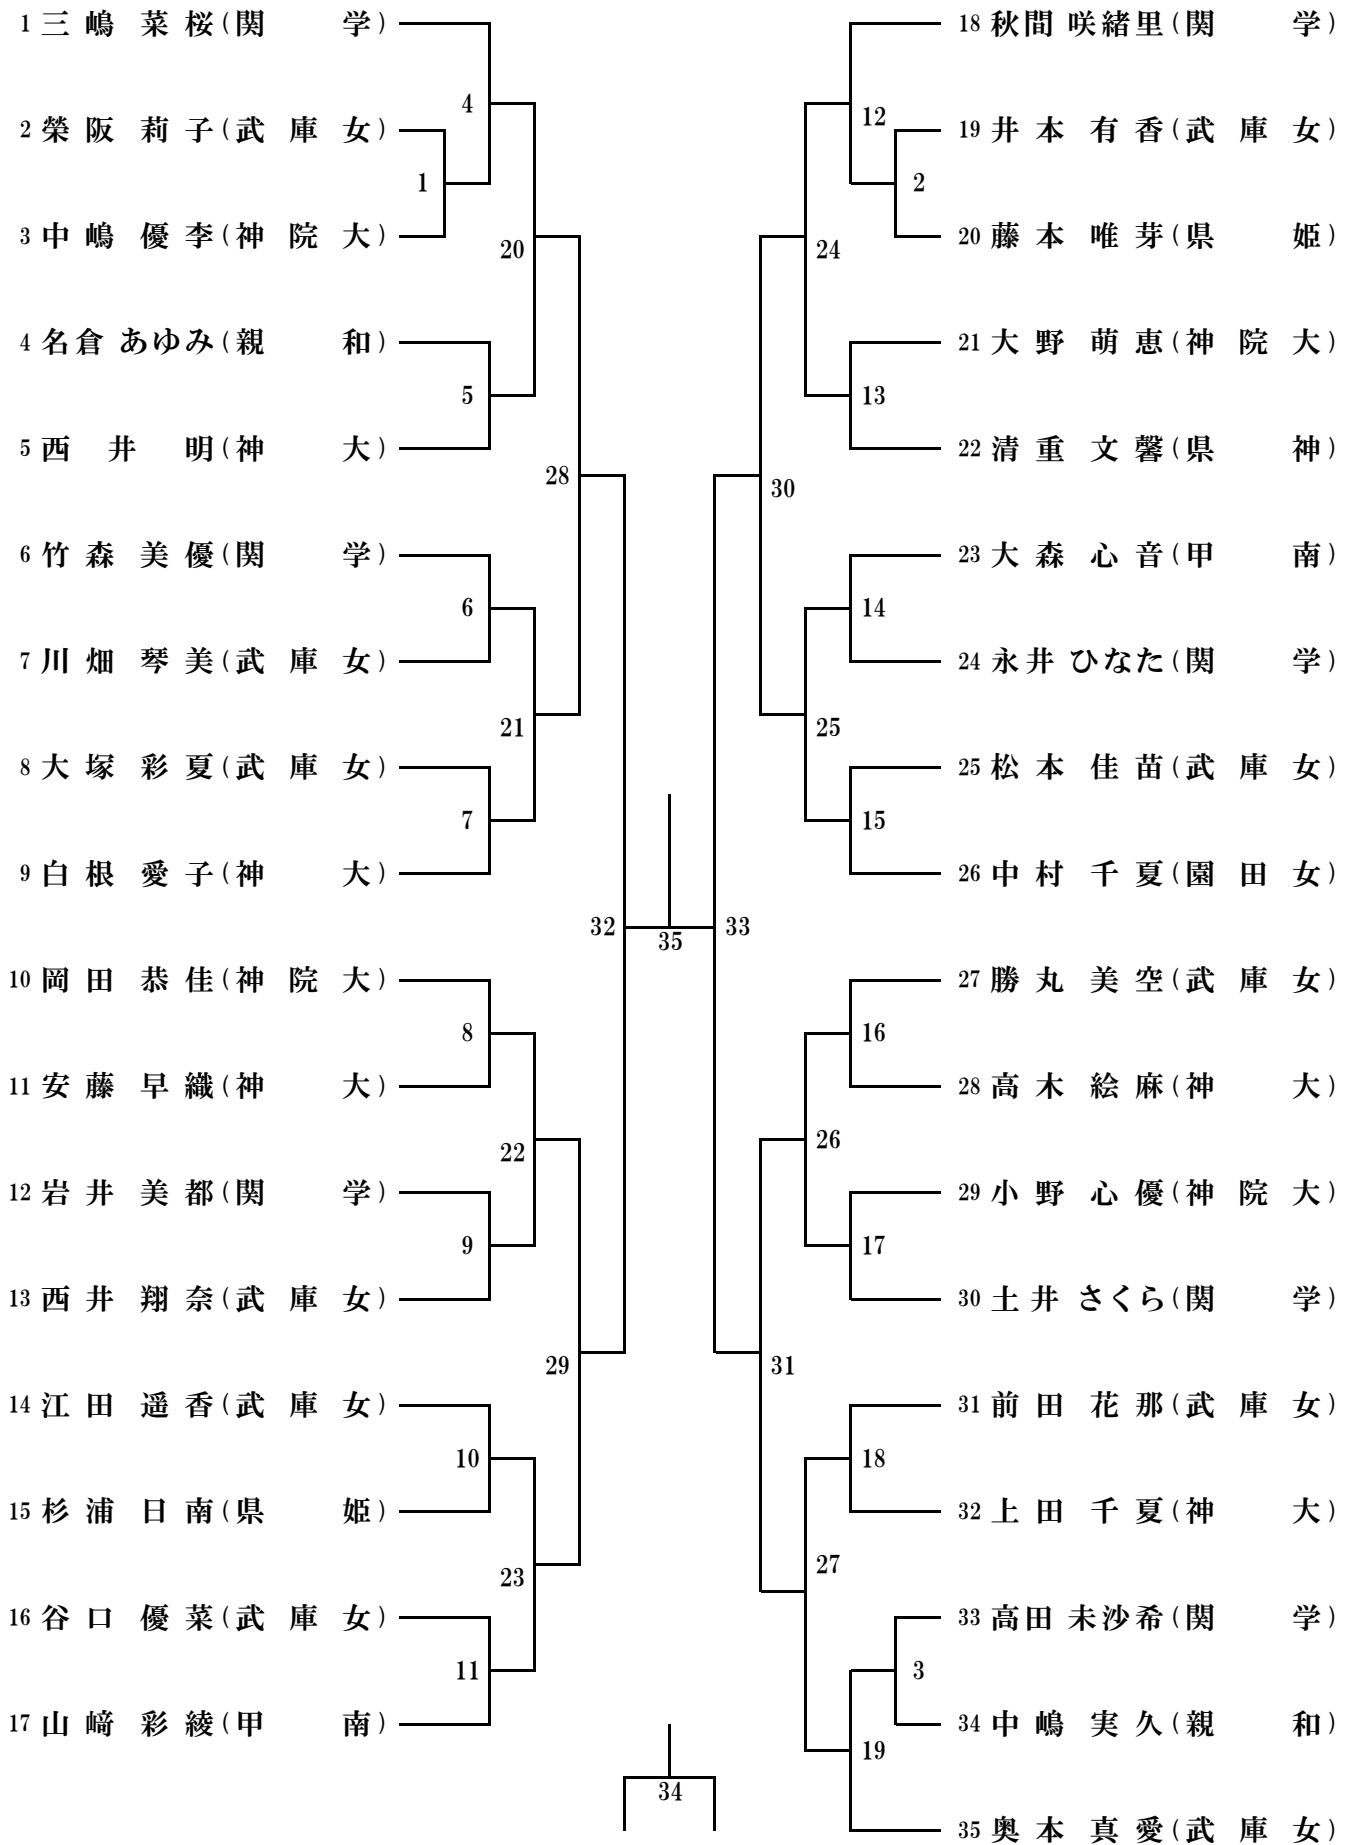 1 三嶋 菜桜(関学)
2 榮阪 莉子(武庫女)
3 中嶋 優李(神院大)
4 名倉 あゆみ(親和)
5 西井 明(神大)
6 竹森 美優(関学)
7 川畑 琴美(武庫女)
8 大塚 彩夏(武庫女)
9 白根 愛子(神大)
10 岡田 恭佳(神院大)
11 安藤 早織(神大)
12 岩井 美都(関学)
13 西井 翔奈(武庫女)
14 江田 遥香(武庫女)
15 杉浦 日南(県姫)
16 谷口 優菜(武庫女)
17 山﨑 彩綾(甲南)
1
4
5
6
7
8
9
10
11
20
21
22
23
28
29
32
35
34
33
30
31
24
25
26
27
12
2
13
14
15
16
17
18
3
19
18 秋間 咲緒里(関学)
19 井本 有香(武庫女)
20 藤本 唯芽(県姫)
21 大野 萌恵(神院大)
22 清重 文馨(県神)
23 大森 心音(甲南)
24 永井 ひなた(関学)
25 松本 佳苗(武庫女)
26 中村 千夏(園田女)
27 勝丸 美空(武庫女)
28 高木 絵麻(神大)
29 小野 心優(神院大)
30 土井 さくら(関学)
31 前田 花那(武庫女)
32 上田 千夏(神大)
33 高田 未沙希(関学)
34 中嶋 実久(親和)
35 奥本 真愛(武庫女)